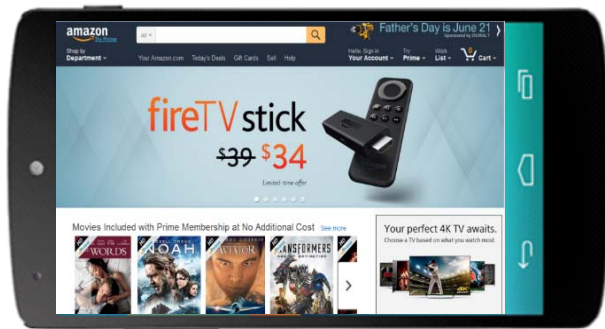 amazon
Try Prime
All
Father's Day is June 21
Shop by
Department
Your Amazon.com Today's Deals Gift Cards Sell Help
Hello. Sign in
Your Account
Try
Prime
Wish
List
0
Cart
fireTV stick
$39 $34
Limited-time offer
Movies Included with Prime Membership at No Additional Cost See more
WORDS
NOAH
AVIATOR
TRANSFORMERS
Your perfect 4K TV awaits.
Choose a TV based on what you watch most.